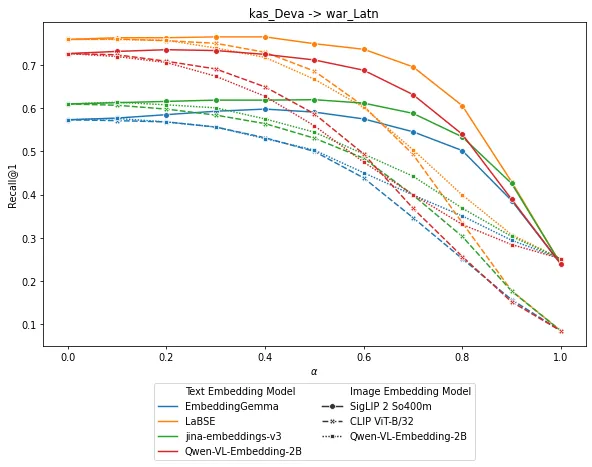 kas_Deva -> war_Latn
Recall@1
0.7
0.6
0.5
0.4
0.3
0.2
0.1
0.0 0.2 0.4 0.6 0.8 1.0
α
Text Embedding Model Image Embedding Model
EmbeddingGemma SigLIP 2 So400m
LaBSE CLIP ViT-B/32
jina-embeddings-v3 Qwen-VL-Embedding-2B
Qwen-VL-Embedding-2B